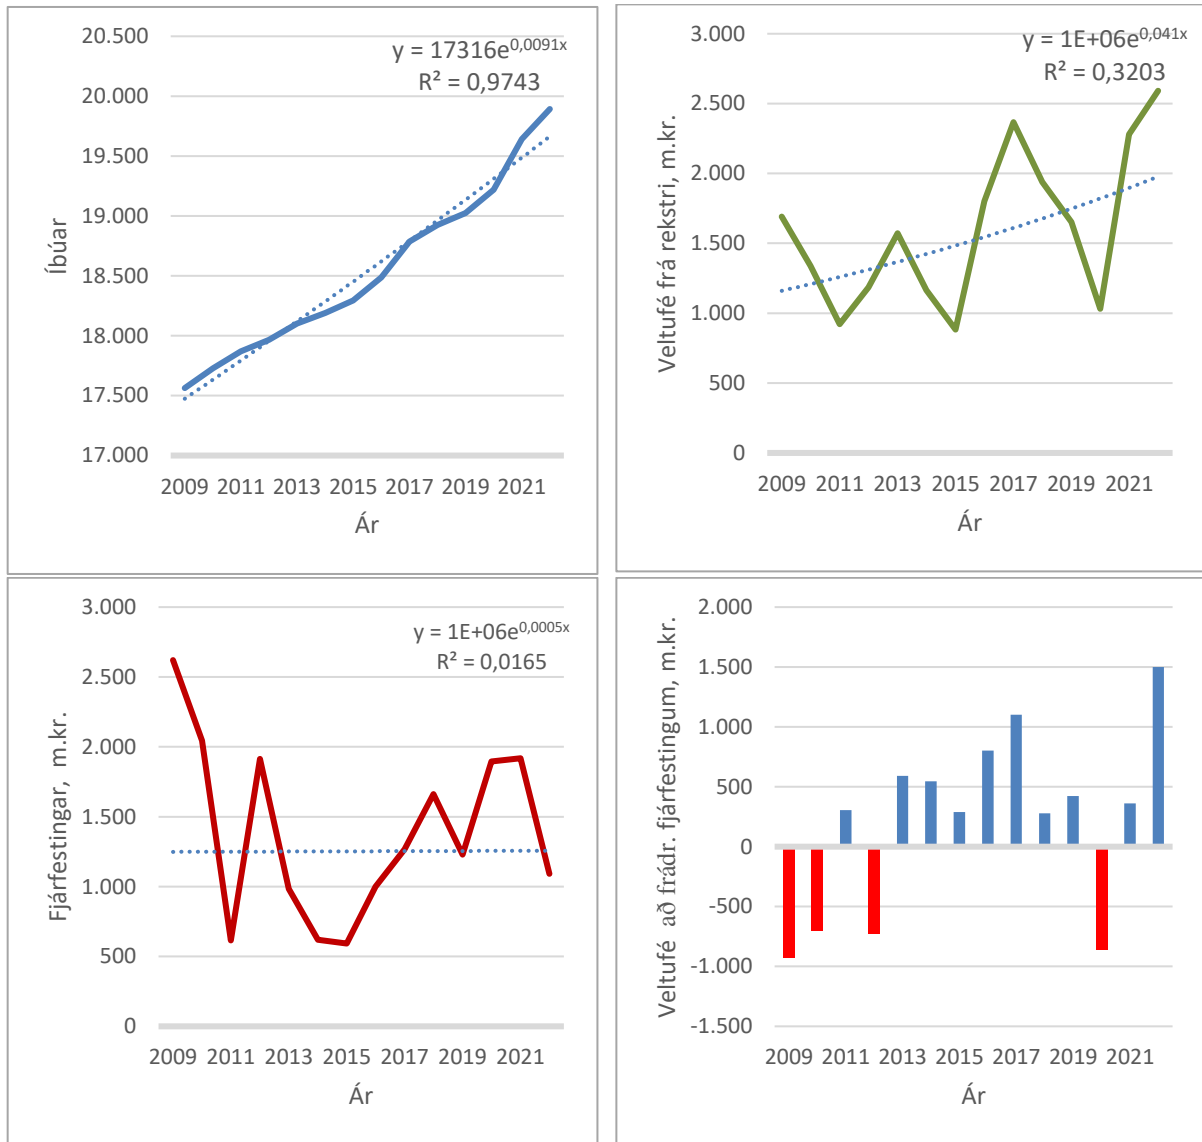 20.500
20.000
19.500
19.000
18.500
18.000
17.500
17.000
Íbúar
y = 17316e^0,0091x
R² = 0,9743
2009 2011 2013 2015 2017 2019 2021
Ár
3.000
2.500
2.000
1.500
1.000
500
0
Veltufé frá rekstri, m.kr.
y = 1E+06e^0,041x
R² = 0,3203
2009 2011 2013 2015 2017 2019 2021
Ár
3.000
2.500
2.000
1.500
1.000
500
0
Fjárfestingar, m.kr.
y = 1E+06e^0,0005x
R² = 0,0165
2009 2011 2013 2015 2017 2019 2021
Ár
2.000
1.500
1.000
500
0
-500
-1.000
-1.500
Veltufé að frádr. fjárfestingum, m.kr.
2009 2011 2013 2015 2017 2019 2021
Ár